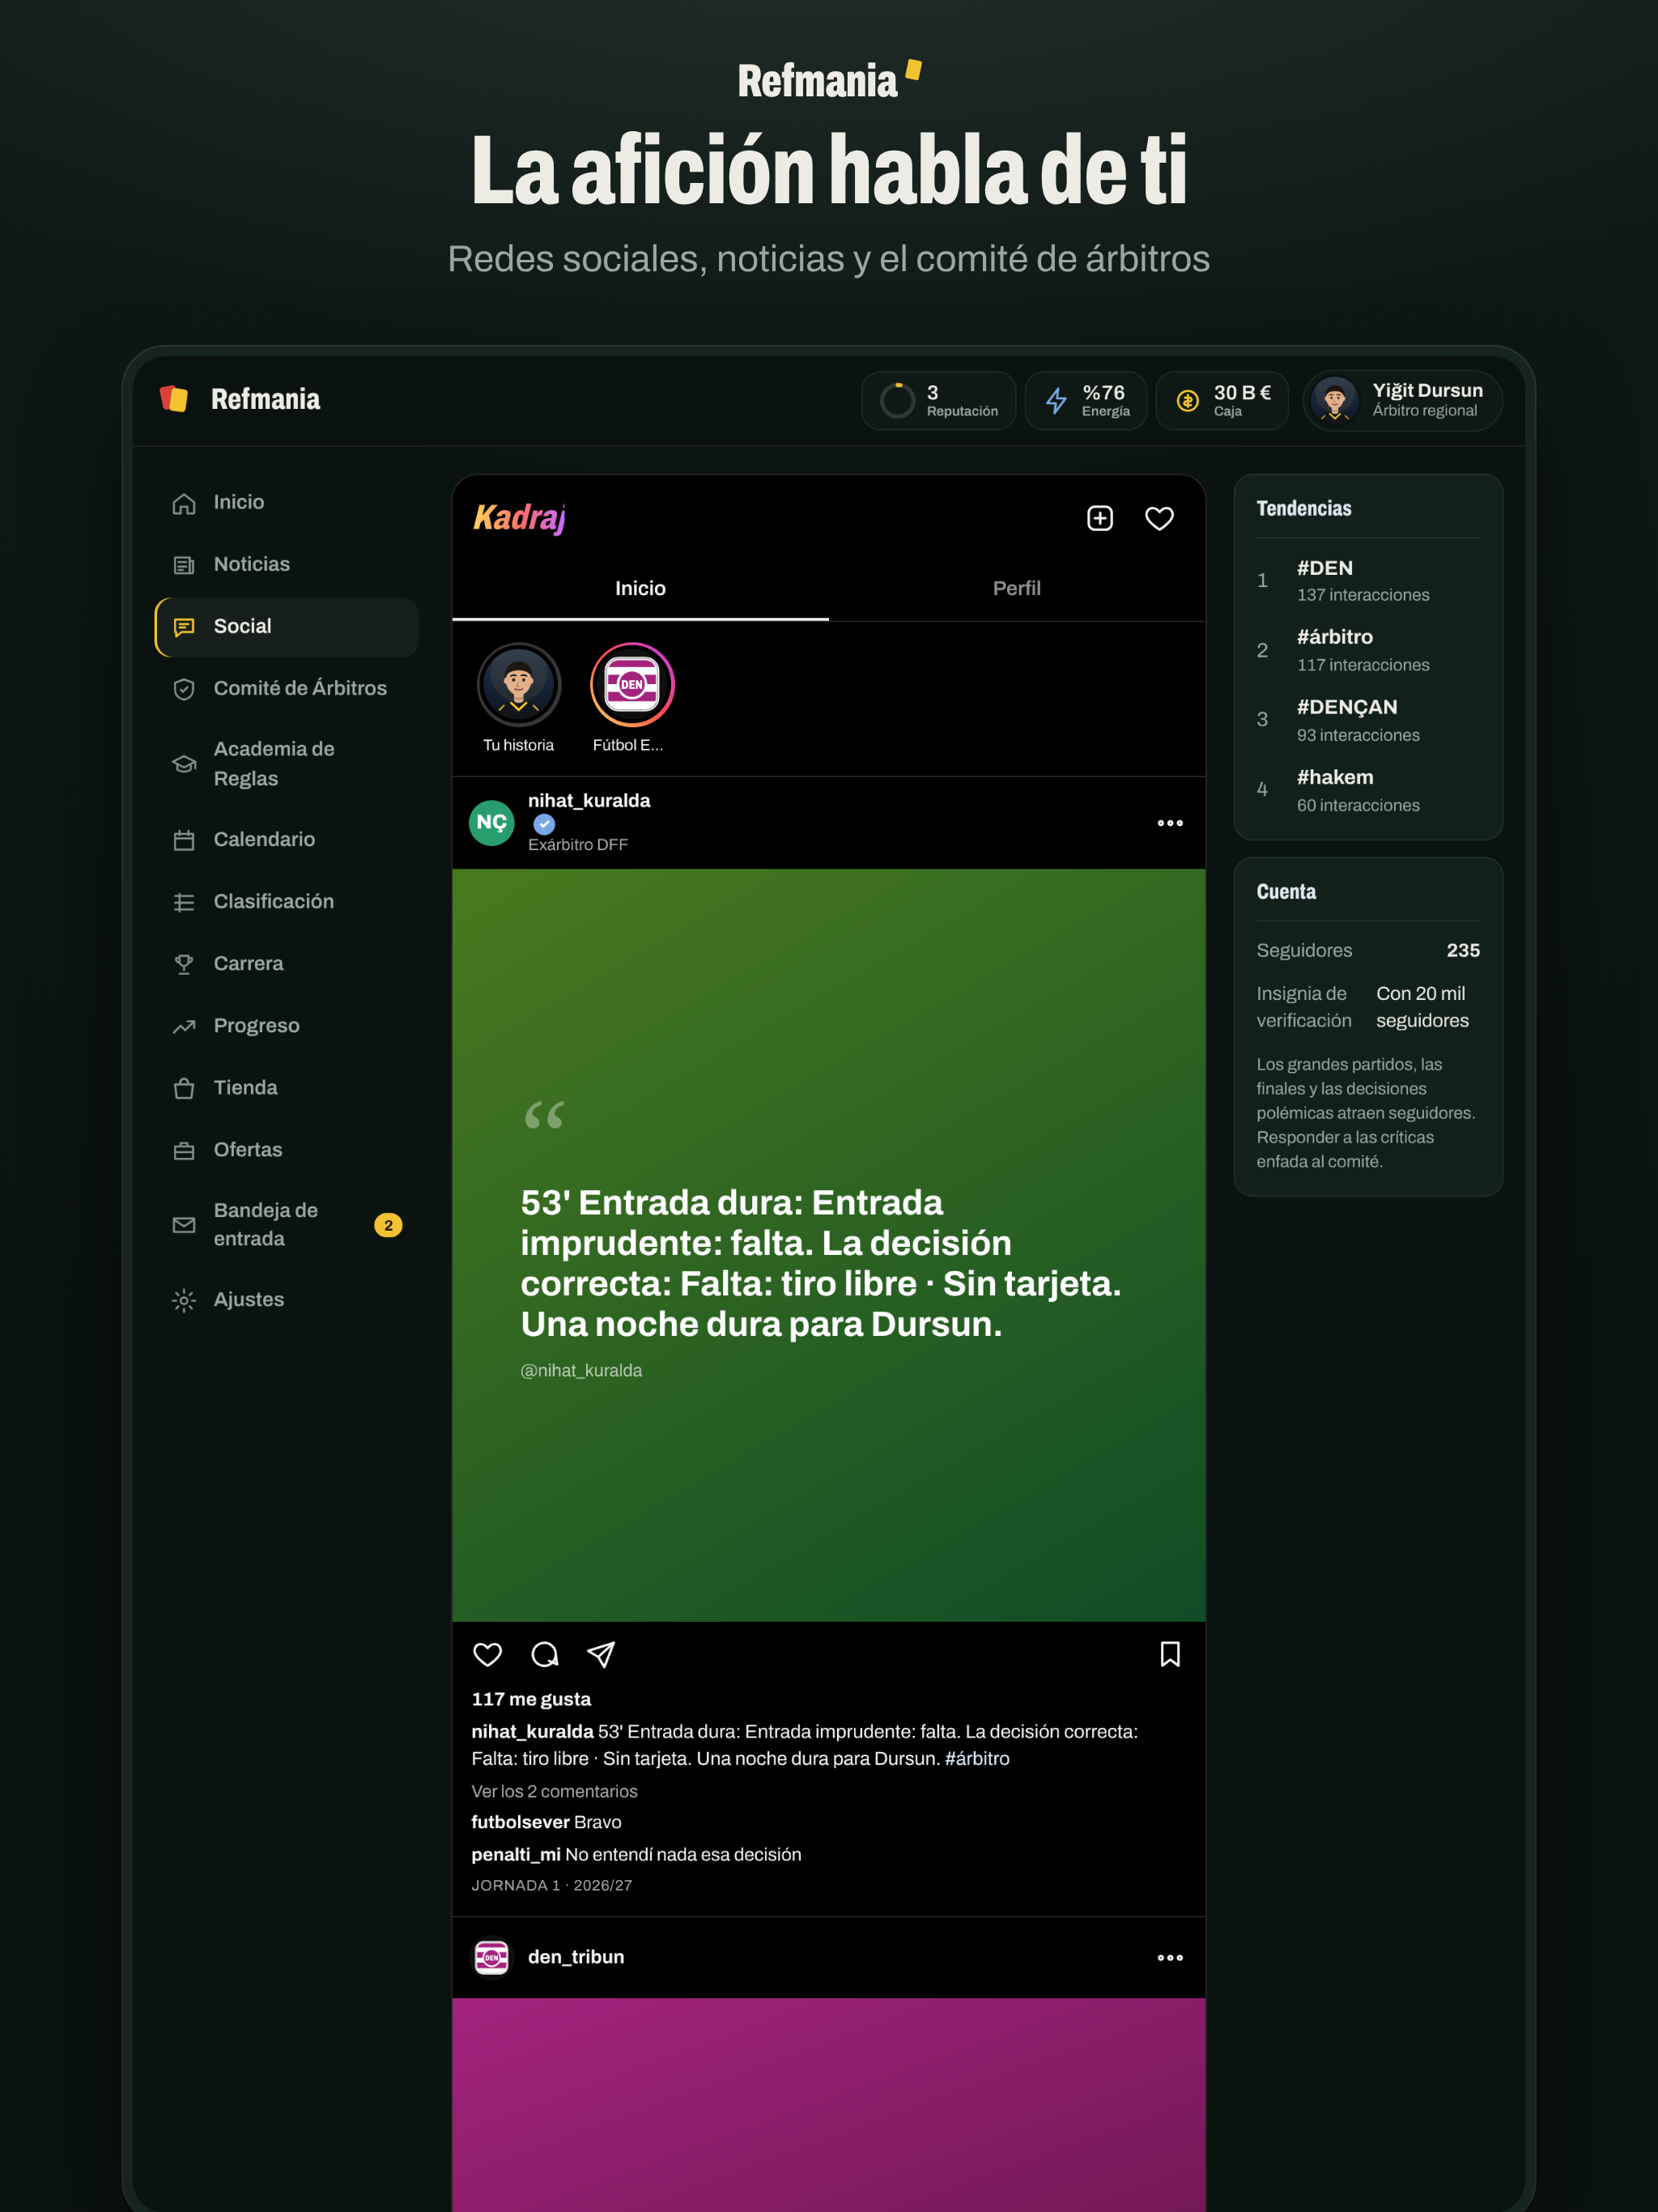 Refmania
La afición habla de ti
Redes sociales, noticias y el comité de árbitros
Refmania
3
Reputación
%76
Energía
30 B €
Caja
Yiğit Dursun
Árbitro regional
Inicio
Noticias
Social
Comité de Árbitros
Academia de
Reglas
Calendario
Clasificación
Carrera
Progreso
Tienda
Ofertas
Bandeja de
entrada
2
Ajustes
Kadraj
Inicio
Perfil
DEN
Tu historia
Fútbol E...
NÇ
nihat_kuralda
Exárbitro DFF
“
53' Entrada dura: Entrada
imprudente: falta. La decisión
correcta: Falta: tiro libre · Sin tarjeta.
Una noche dura para Dursun.
@nihat_kuralda
117 me gusta
nihat_kuralda 53' Entrada dura: Entrada imprudente: falta. La decisión correcta:
Falta: tiro libre · Sin tarjeta. Una noche dura para Dursun. #árbitro
Ver los 2 comentarios
futbolsever Bravo
penalti_mi No entendí nada esa decisión
JORNADA 1 · 2026/27
DEN
den_tribun
Tendencias
1
#DEN
137 interacciones
2
#árbitro
117 interacciones
3
#DENÇAN
93 interacciones
4
#hakem
60 interacciones
Cuenta
Seguidores 235
Insignia de Con 20 mil
verificación seguidores
Los grandes partidos, las
finales y las decisiones
polémicas atraen seguidores.
Responder a las críticas
enfada al comité.